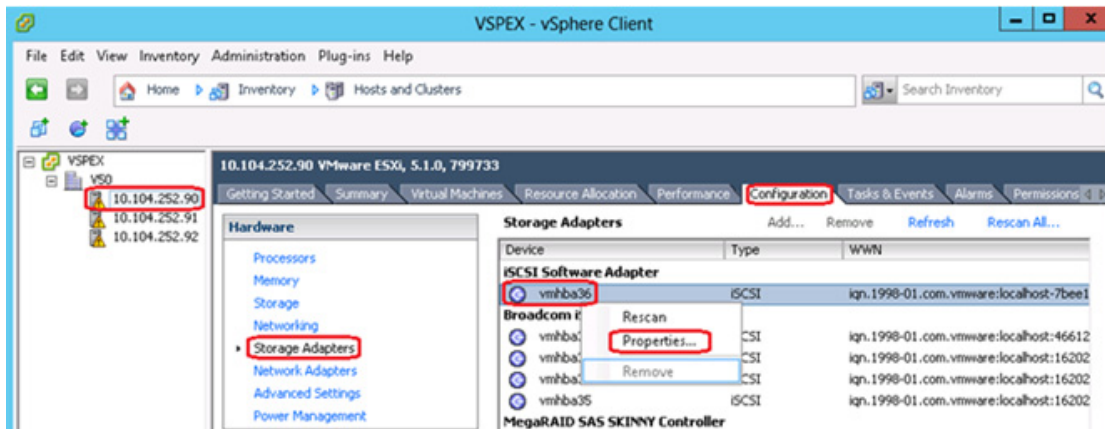 VSPEX - vSphere Client
File Edit View Inventory Administration Plug-ins Help
Home Inventory Hosts and Clusters Search Inventory
VSPEX
VS0
10.104.252.90
10.104.252.91
10.104.252.92
10.104.252.90 VMware ESXi, 5.1.0, 799733
Getting Started Summary Virtual Machines Resource Allocation Performance Configuration Tasks & Events Alarms Permissions
Hardware
Processors
Memory
Storage
Networking
Storage Adapters
Network Adapters
Advanced Settings
Power Management
Storage Adapters Add... Remove Refresh Rescan All...
Device Type WWN
iSCSI Software Adapter
vmhba36 iSCSI iqn.1998-01.com.vmware:localhost-7bee1
Broadcom iS
vmhba3 CSI iqn.1998-01.com.vmware:localhost:46612
vmhba3 CSI iqn.1998-01.com.vmware:localhost:16202
vmhba3 CSI iqn.1998-01.com.vmware:localhost:16202
vmhba35 iSCSI iqn.1998-01.com.vmware:localhost:16202
MegaRAID SAS SKINNY Controller
Rescan
Properties...
Remove